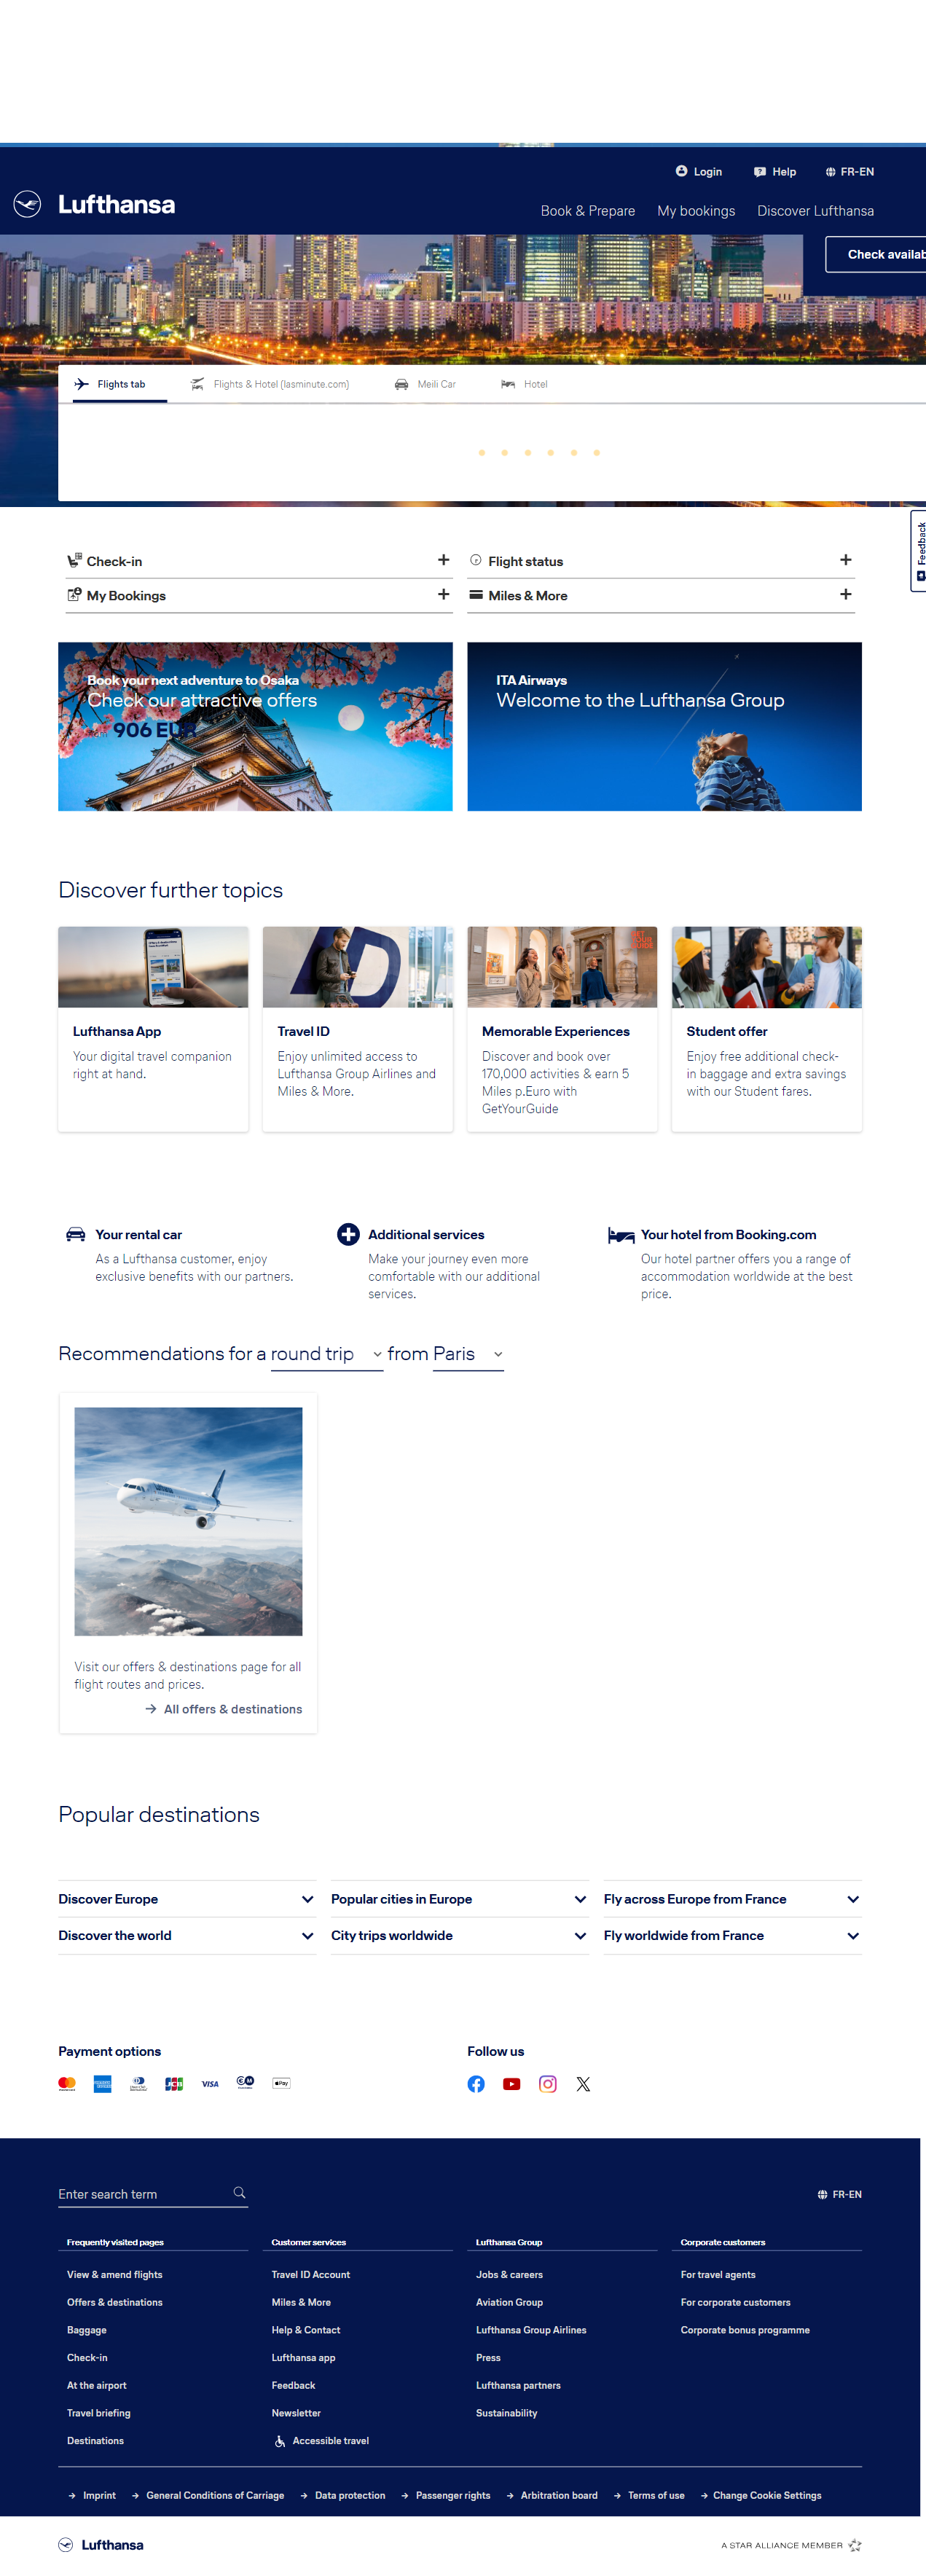 Login
Help
FR-EN
Lufthansa
Book & Prepare
My bookings
Discover Lufthansa
Check availab
Flights tab
Flights & Hotel (lasminute.com)
Meili Car
Hotel
Feedback
Check-in
Flight status
My Bookings
Miles & More
Book your next adventure to Osaka
Check our attractive offers
906 EUR
ITA Airways
Welcome to the Lufthansa Group
Discover further topics
GET
YOUR
GUIDE
Lufthansa App
Your digital travel companion
right at hand.
Travel ID
Enjoy unlimited access to
Lufthansa Group Airlines and
Miles & More.
Memorable Experiences
Discover and book over
170,000 activities & earn 5
Miles p.Euro with
GetYourGuide
Student offer
Enjoy free additional check-
in baggage and extra savings
with our Student fares.
Your rental car
As a Lufthansa customer, enjoy
exclusive benefits with our partners.
Additional services
Make your journey even more
comfortable with our additional
services.
Your hotel from Booking.com
Our hotel partner offers you a range of
accommodation worldwide at the best
price.
Recommendations for a round trip from Paris
Visit our offers & destinations page for all
flight routes and prices.
All offers & destinations
Popular destinations
Discover Europe
Popular cities in Europe
Fly across Europe from France
Discover the world
City trips worldwide
Fly worldwide from France
Payment options
JCB
VISA
Pay
Follow us
Enter search term
FR-EN
Frequently visited pages
View & amend flights
Offers & destinations
Baggage
Check-in
At the airport
Travel briefing
Destinations
Customer services
Travel ID Account
Miles & More
Help & Contact
Lufthansa app
Feedback
Newsletter
Accessible travel
Lufthansa Group
Jobs & careers
Aviation Group
Lufthansa Group Airlines
Press
Lufthansa partners
Sustainability
Corporate customers
For travel agents
For corporate customers
Corporate bonus programme
Imprint
General Conditions of Carriage
Data protection
Passenger rights
Arbitration board
Terms of use
Change Cookie Settings
Lufthansa
A STAR ALLIANCE MEMBER